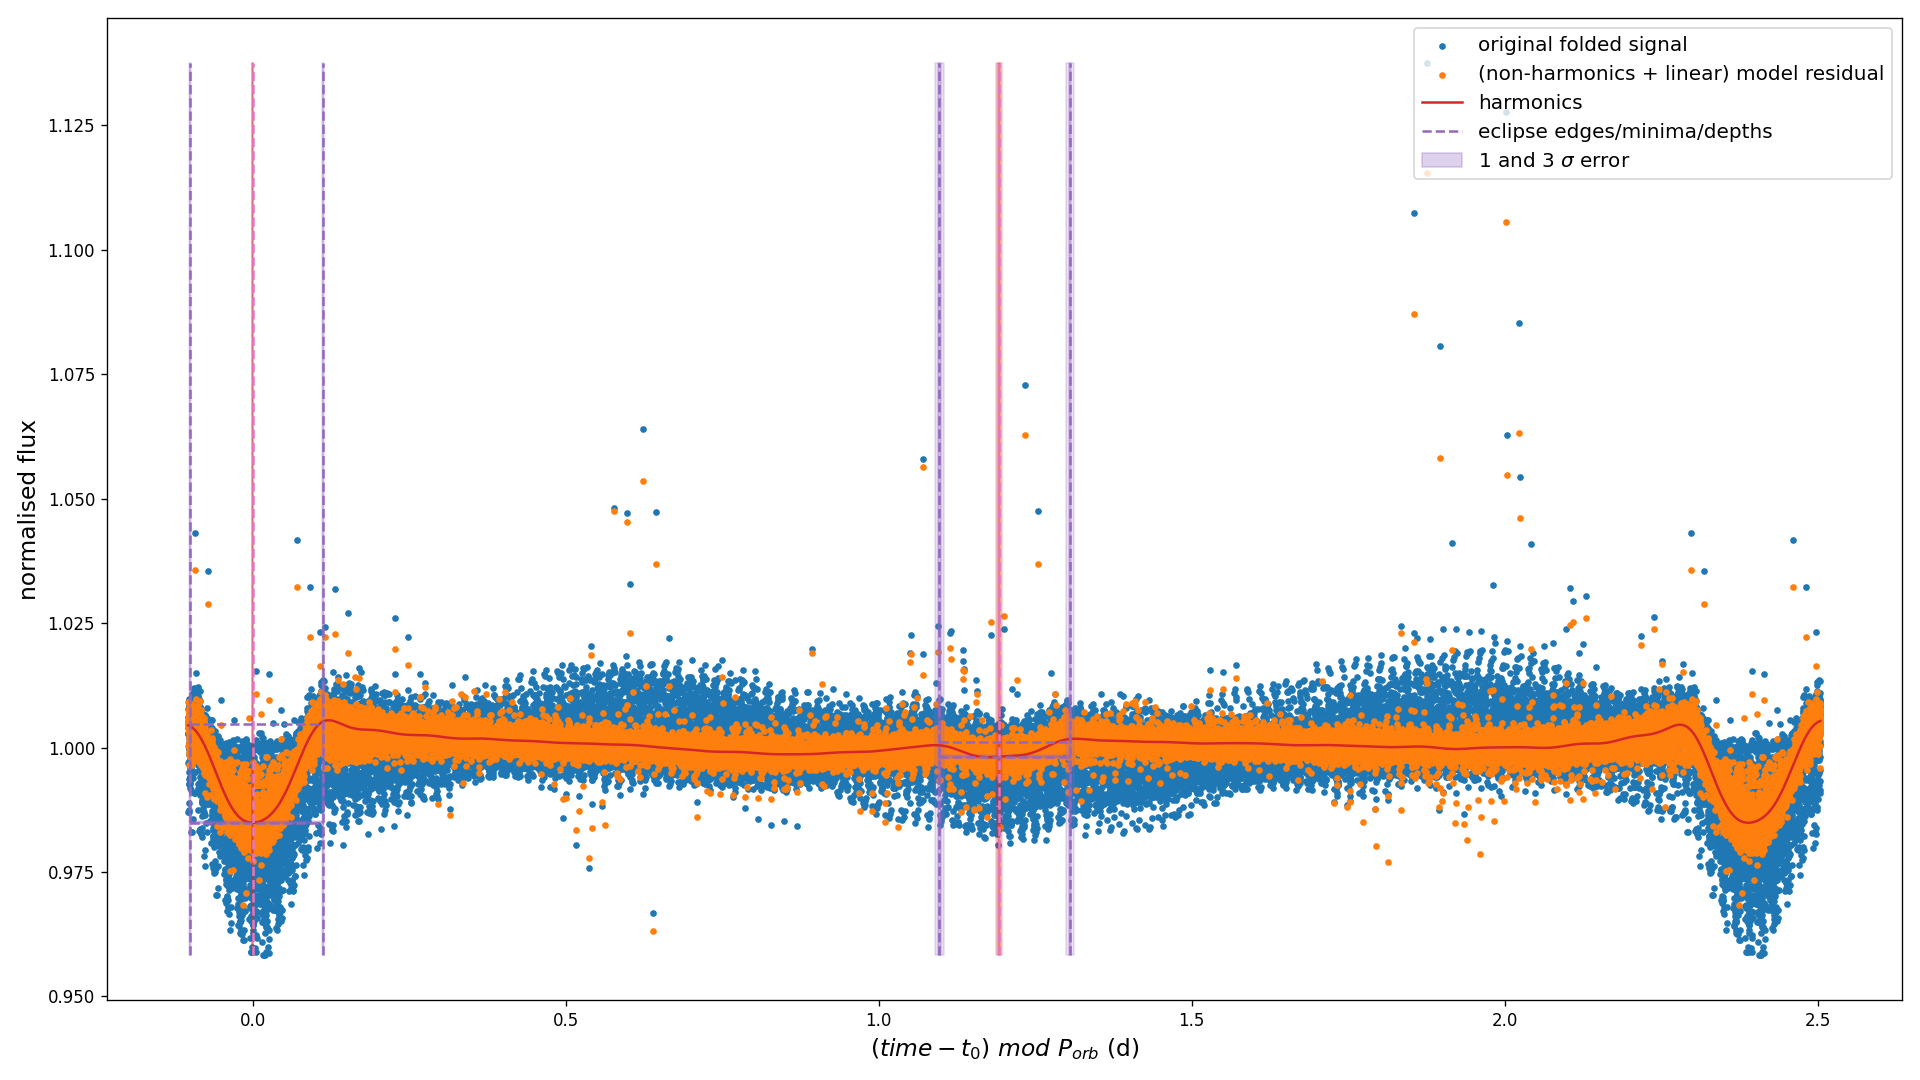 original folded signal
(non-harmonics + linear) model residual
harmonics
eclipse edges/minima/depths
1 and 3 σ error
normalised flux
1.125
1.100
1.075
1.050
1.025
1.000
0.975
0.950
0.0 0.5 1.0 1.5 2.0 2.5
(time − t₀) mod P_orb (d)